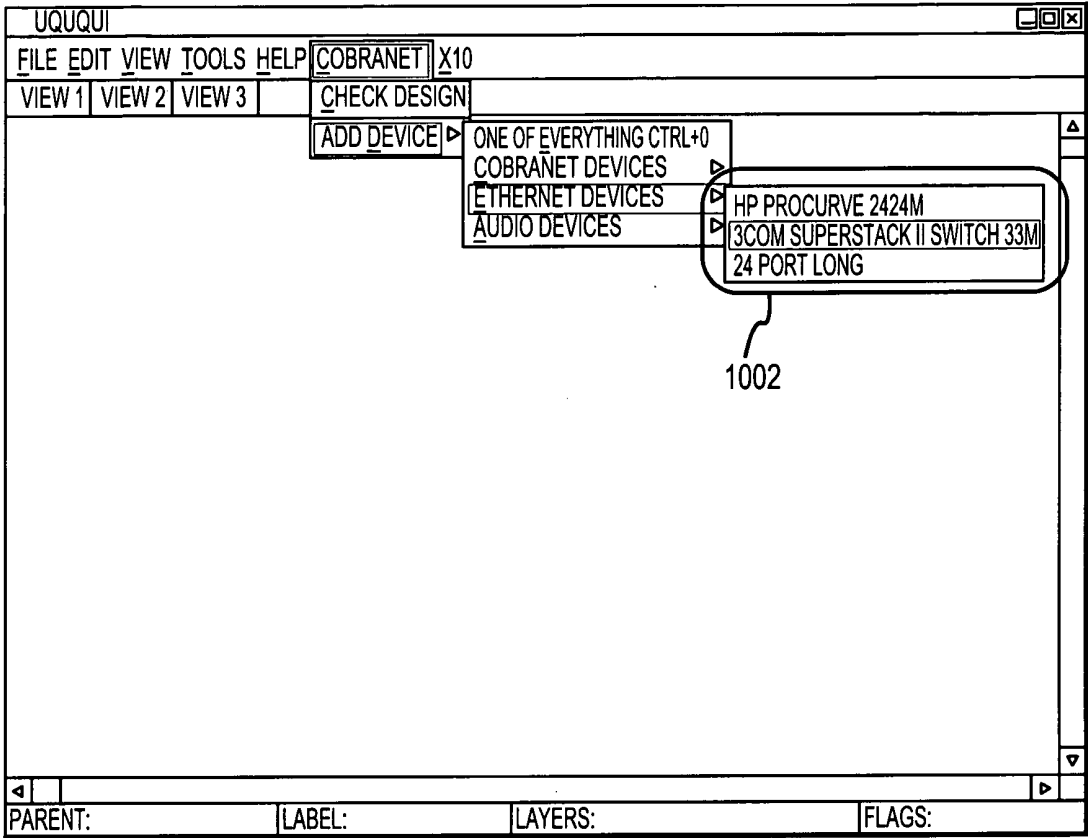 UQUQUI
FILE EDIT VIEW TOOLS HELP COBRANET X10
VIEW 1 VIEW 2 VIEW 3 CHECK DESIGN
ADD DEVICE ONE OF EVERYTHING CTRL+0
COBRANET DEVICES
ETHERNET DEVICES
AUDIO DEVICES
HP PROCURVE 2424M
3COM SUPERSTACK II SWITCH 33M
24 PORT LONG
1002
PARENT: LABEL: LAYERS: FLAGS: